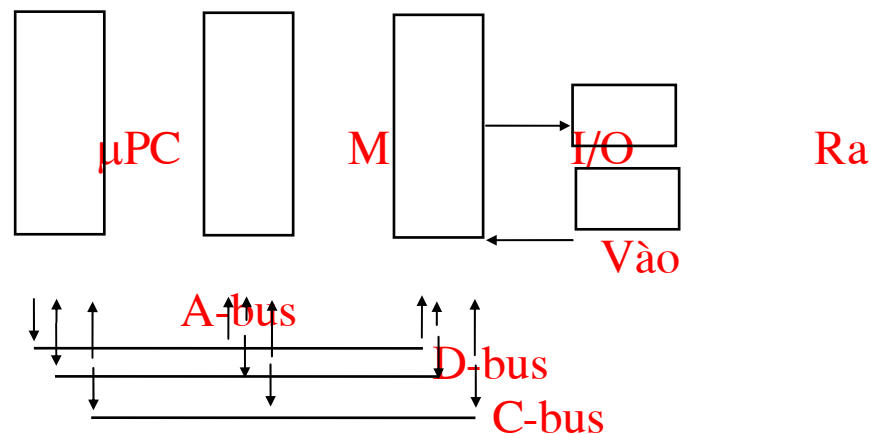 μPC M I/O Ra
Vào
A-bus
D-bus
C-bus